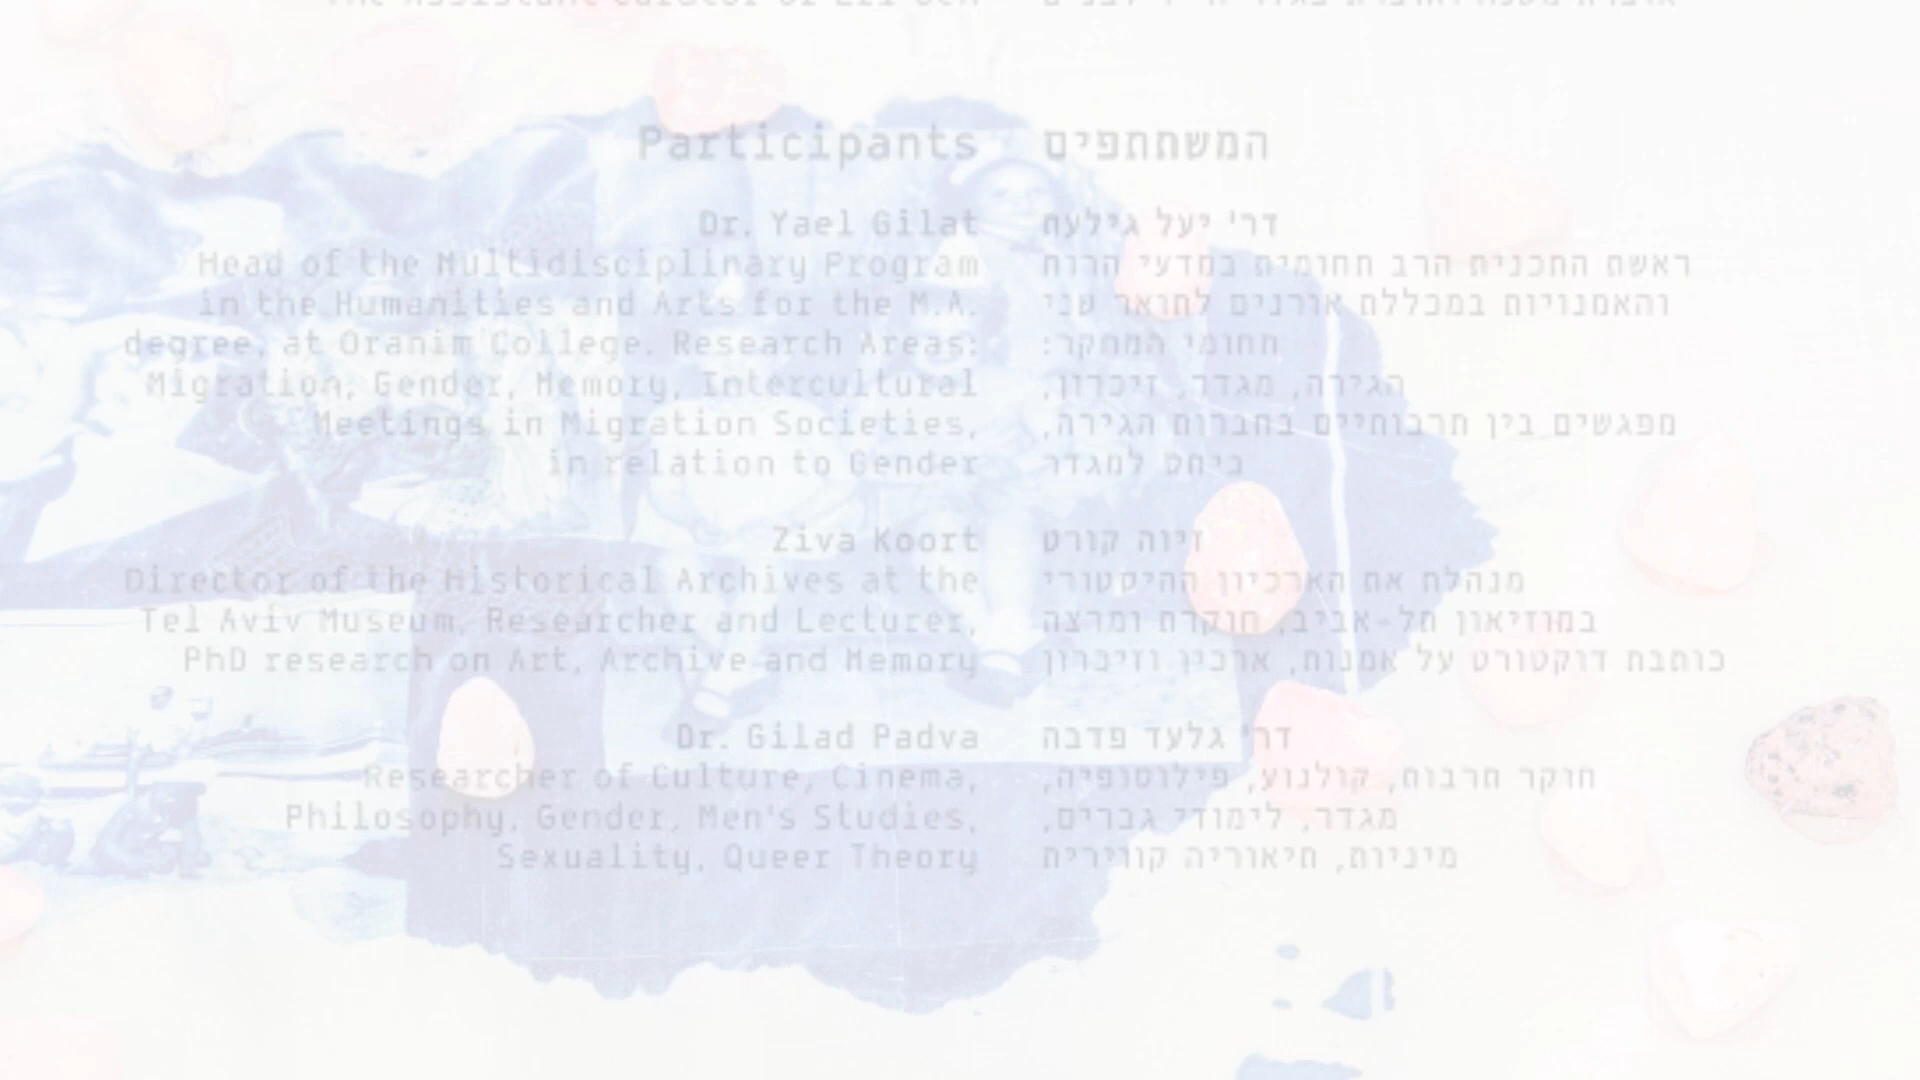 The Assistant Curator of Eli Gen
Participants
Dr. Yael Gilat
Head of the Multidisciplinary Program
in the Humanities and Arts for the M.A.
degree, at Oranim College. Research Areas:
Migration, Gender, Memory, Intercultural
Meetings in Migration Societies,
in relation to Gender
Ziva Koort
Director of the Historical Archives at the
Tel Aviv Museum, Researcher and Lecturer,
PhD research on Art, Archive and Memory
Dr. Gilad Padva
Researcher of Culture, Cinema,
Philosophy, Gender, Men's Studies,
Sexuality, Queer Theory
המשתתפים
דר' יעל גילעת
ראשת התכנית הרב תחומית במדעי הרוח
והאמנויות במכללת אורנים לתואר שני
תחומי המחקר:
הגירה, מגדר, זיכרון,
מפגשים בין תרבותיים בחברות הגירה,
ביחס למגדר
זיוה קורט
מנהלת את הארכיון ההיסטורי
במוזיאון תל-אביב, חוקרת ומרצה
כותבת דוקטורט על אמנות, ארכיון וזיכרון
דר' גלעד פדבה
חוקר תרבות, קולנוע, פילוסופיה,
מגדר, לימודי גברים,
מיניות, תיאוריה קווירית